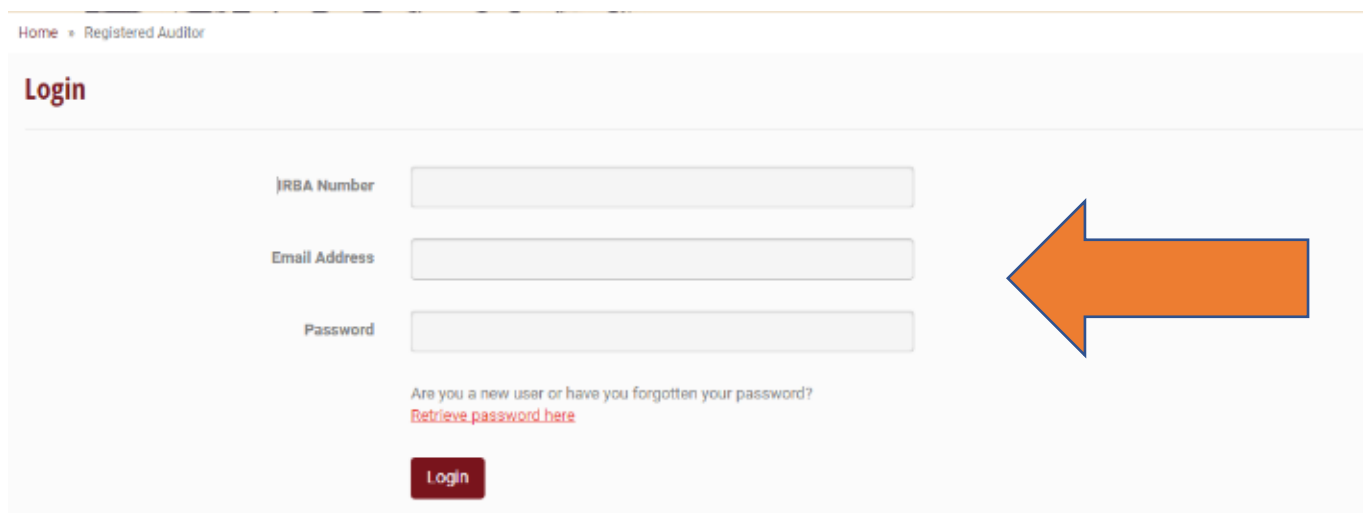 Home » Registered Auditor
Login
IRBA Number
Email Address
Password
Are you a new user or have you forgotten your password?
Retrieve password here
Login